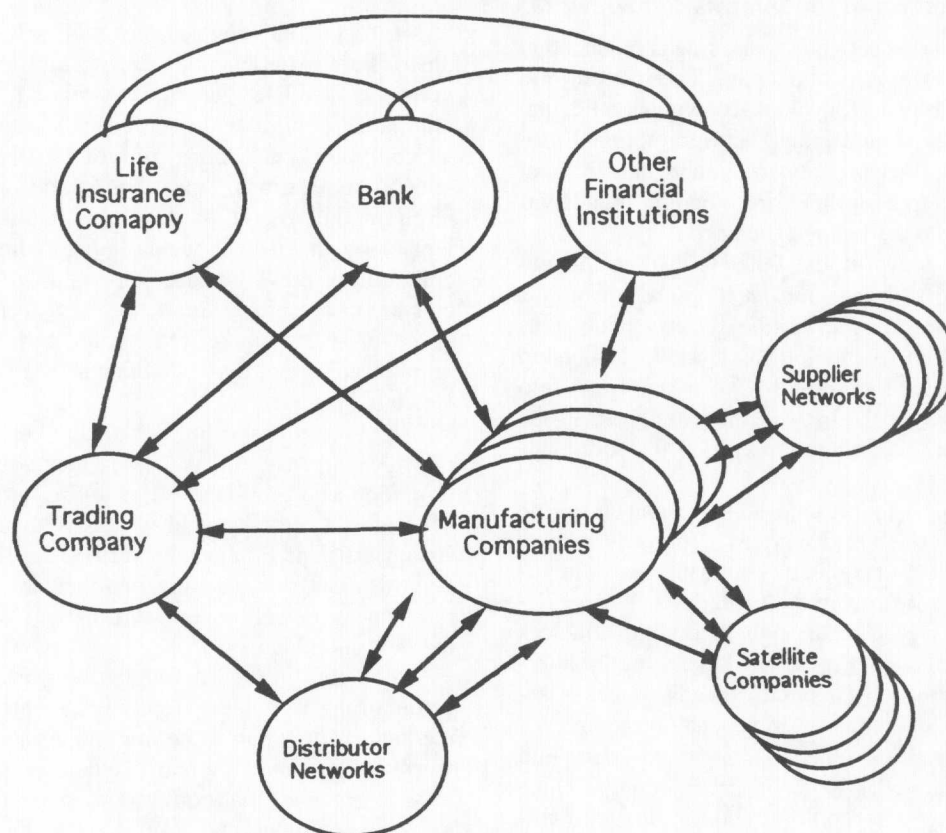 Life
Insurance
Comapny
Bank
Other
Financial
Institutions
Supplier
Networks
Trading
Company
Manufacturing
Companies
Satellite
Companies
Distributor
Networks